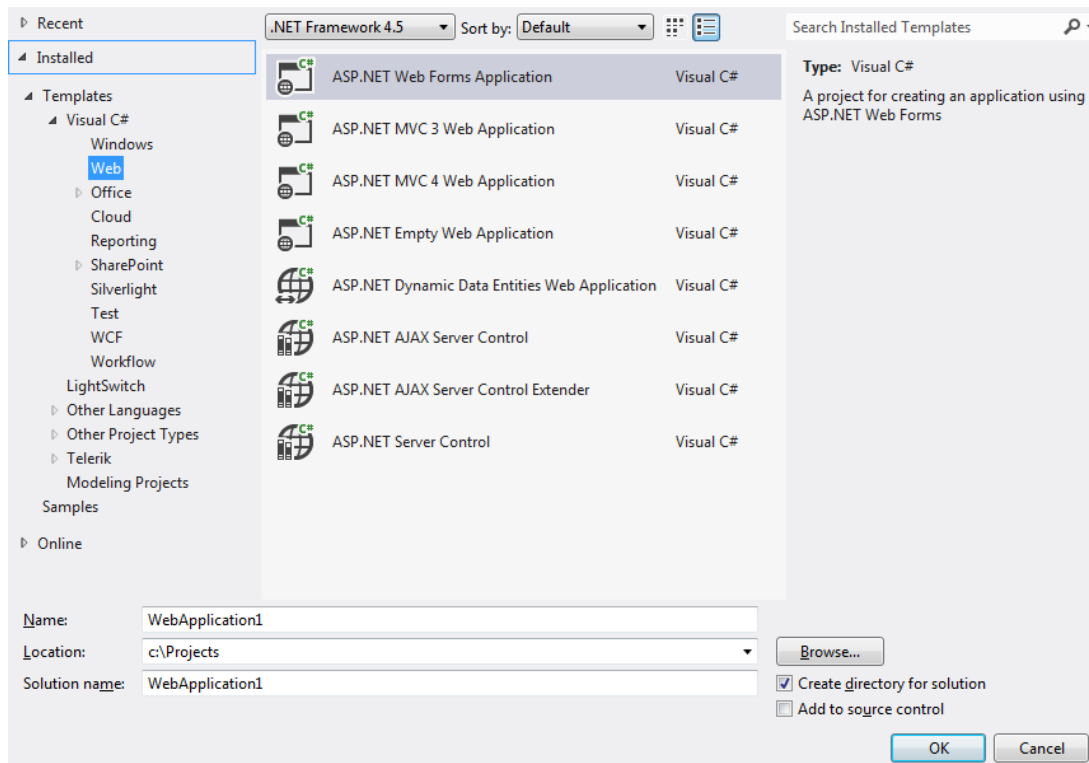 Recent
Installed
Templates
Visual C#
Windows
Web
Office
Cloud
Reporting
SharePoint
Silverlight
Test
WCF
Workflow
LightSwitch
Other Languages
Other Project Types
Telerik
Modeling Projects
Samples
Online
.NET Framework 4.5 Sort by: Default
C# ASP.NET Web Forms Application Visual C#
C# ASP.NET MVC 3 Web Application Visual C#
C# ASP.NET MVC 4 Web Application Visual C#
C# ASP.NET Empty Web Application Visual C#
C# ASP.NET Dynamic Data Entities Web Application Visual C#
C# ASP.NET AJAX Server Control Visual C#
C# ASP.NET AJAX Server Control Extender Visual C#
C# ASP.NET Server Control Visual C#
Search Installed Templates
Type: Visual C#
A project for creating an application using
ASP.NET Web Forms
Name: WebApplication1
Location: c:\Projects Browse...
Solution name: WebApplication1
Create directory for solution
Add to source control
OK Cancel